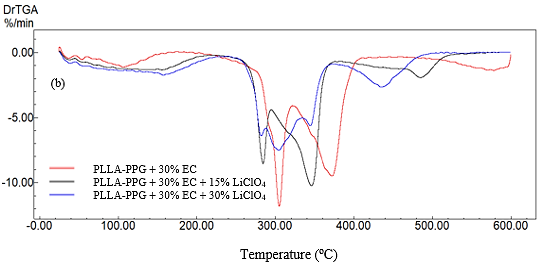 DrTGA
%/min
0.00
(b)
-5.00
PLLA-PPG + 30% EC
PLLA-PPG + 30% EC + 15% LiClO₄
PLLA-PPG + 30% EC + 30% LiClO₄
-10.00
-0.00 100.00 200.00 300.00 400.00 500.00 600.00
Temperature (⁰C)